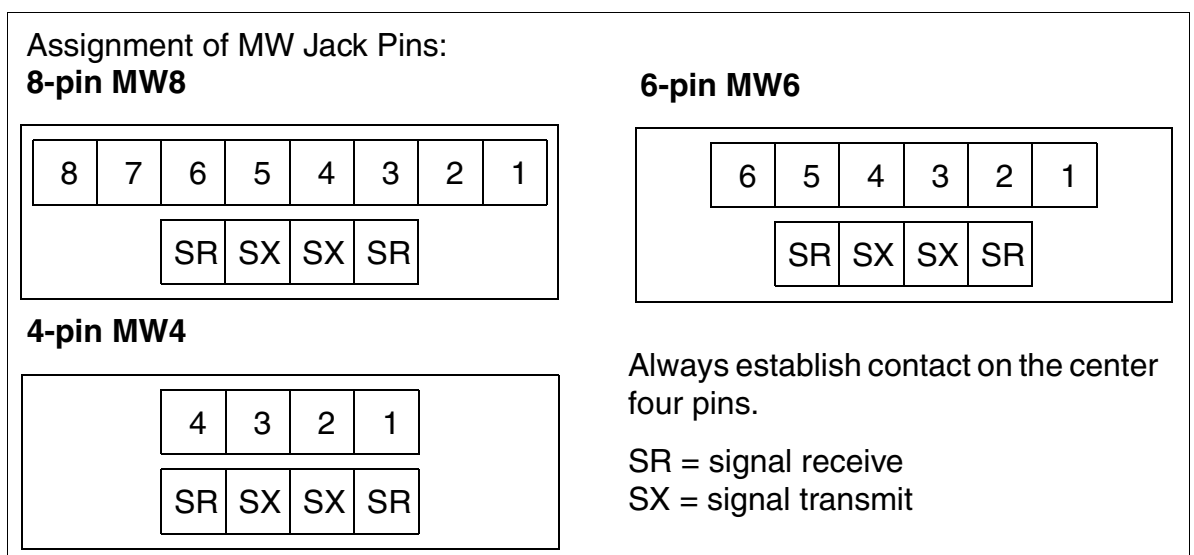 Assignment of MW Jack Pins:
8-pin MW8
8 7 6 5 4 3 2 1
SR SX SX SR
6-pin MW6
6 5 4 3 2 1
SR SX SX SR
4-pin MW4
4 3 2 1
SR SX SX SR
Always establish contact on the center
four pins.
SR = signal receive
SX = signal transmit